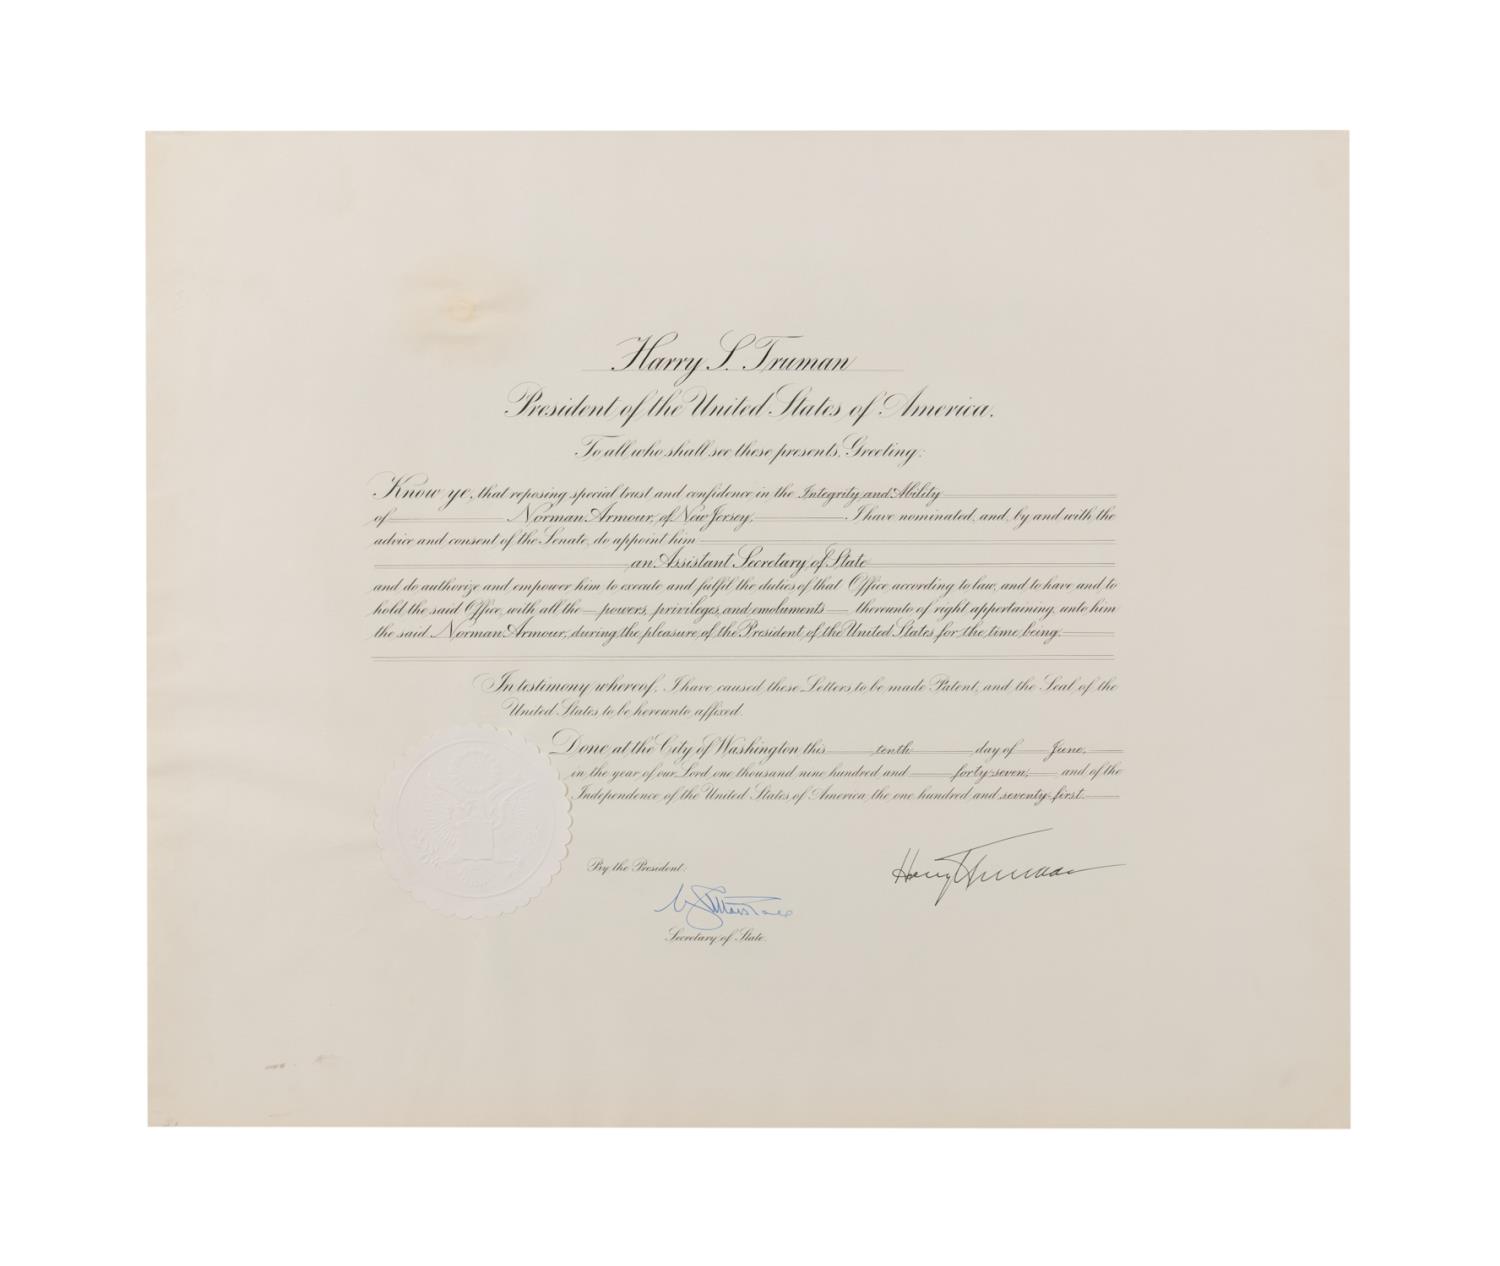 Harry S. Truman
President of the United States of America.
To all who shall see these presents, Greeting:
Know ye, that reposing special trust and confidence in the Integrity and Ability
of Norman Armour, of New Jersey, I have nominated, and, by and with the
advice and consent of the Senate, do appoint him
an Assistant Secretary of State
and do authorize and empower him to execute and fulfil the duties of that Office according to law, and to have and to
hold the said Office, with all the powers, privileges, and emoluments thereunto of right appertaining, unto him
the said Norman Armour, during the pleasure of the President of the United States for the time being.
In testimony whereof, I have caused these Letters to be made Patent, and the Seal of the
United States to be hereunto affixed.
Done at the City of Washington this tenth day of June,
in the year of our Lord one thousand nine hundred and forty-seven, and of the
Independence of the United States of America the one hundred and seventy-first.
By the President:
Harry S Truman
G. C. Marshall
Secretary of State.